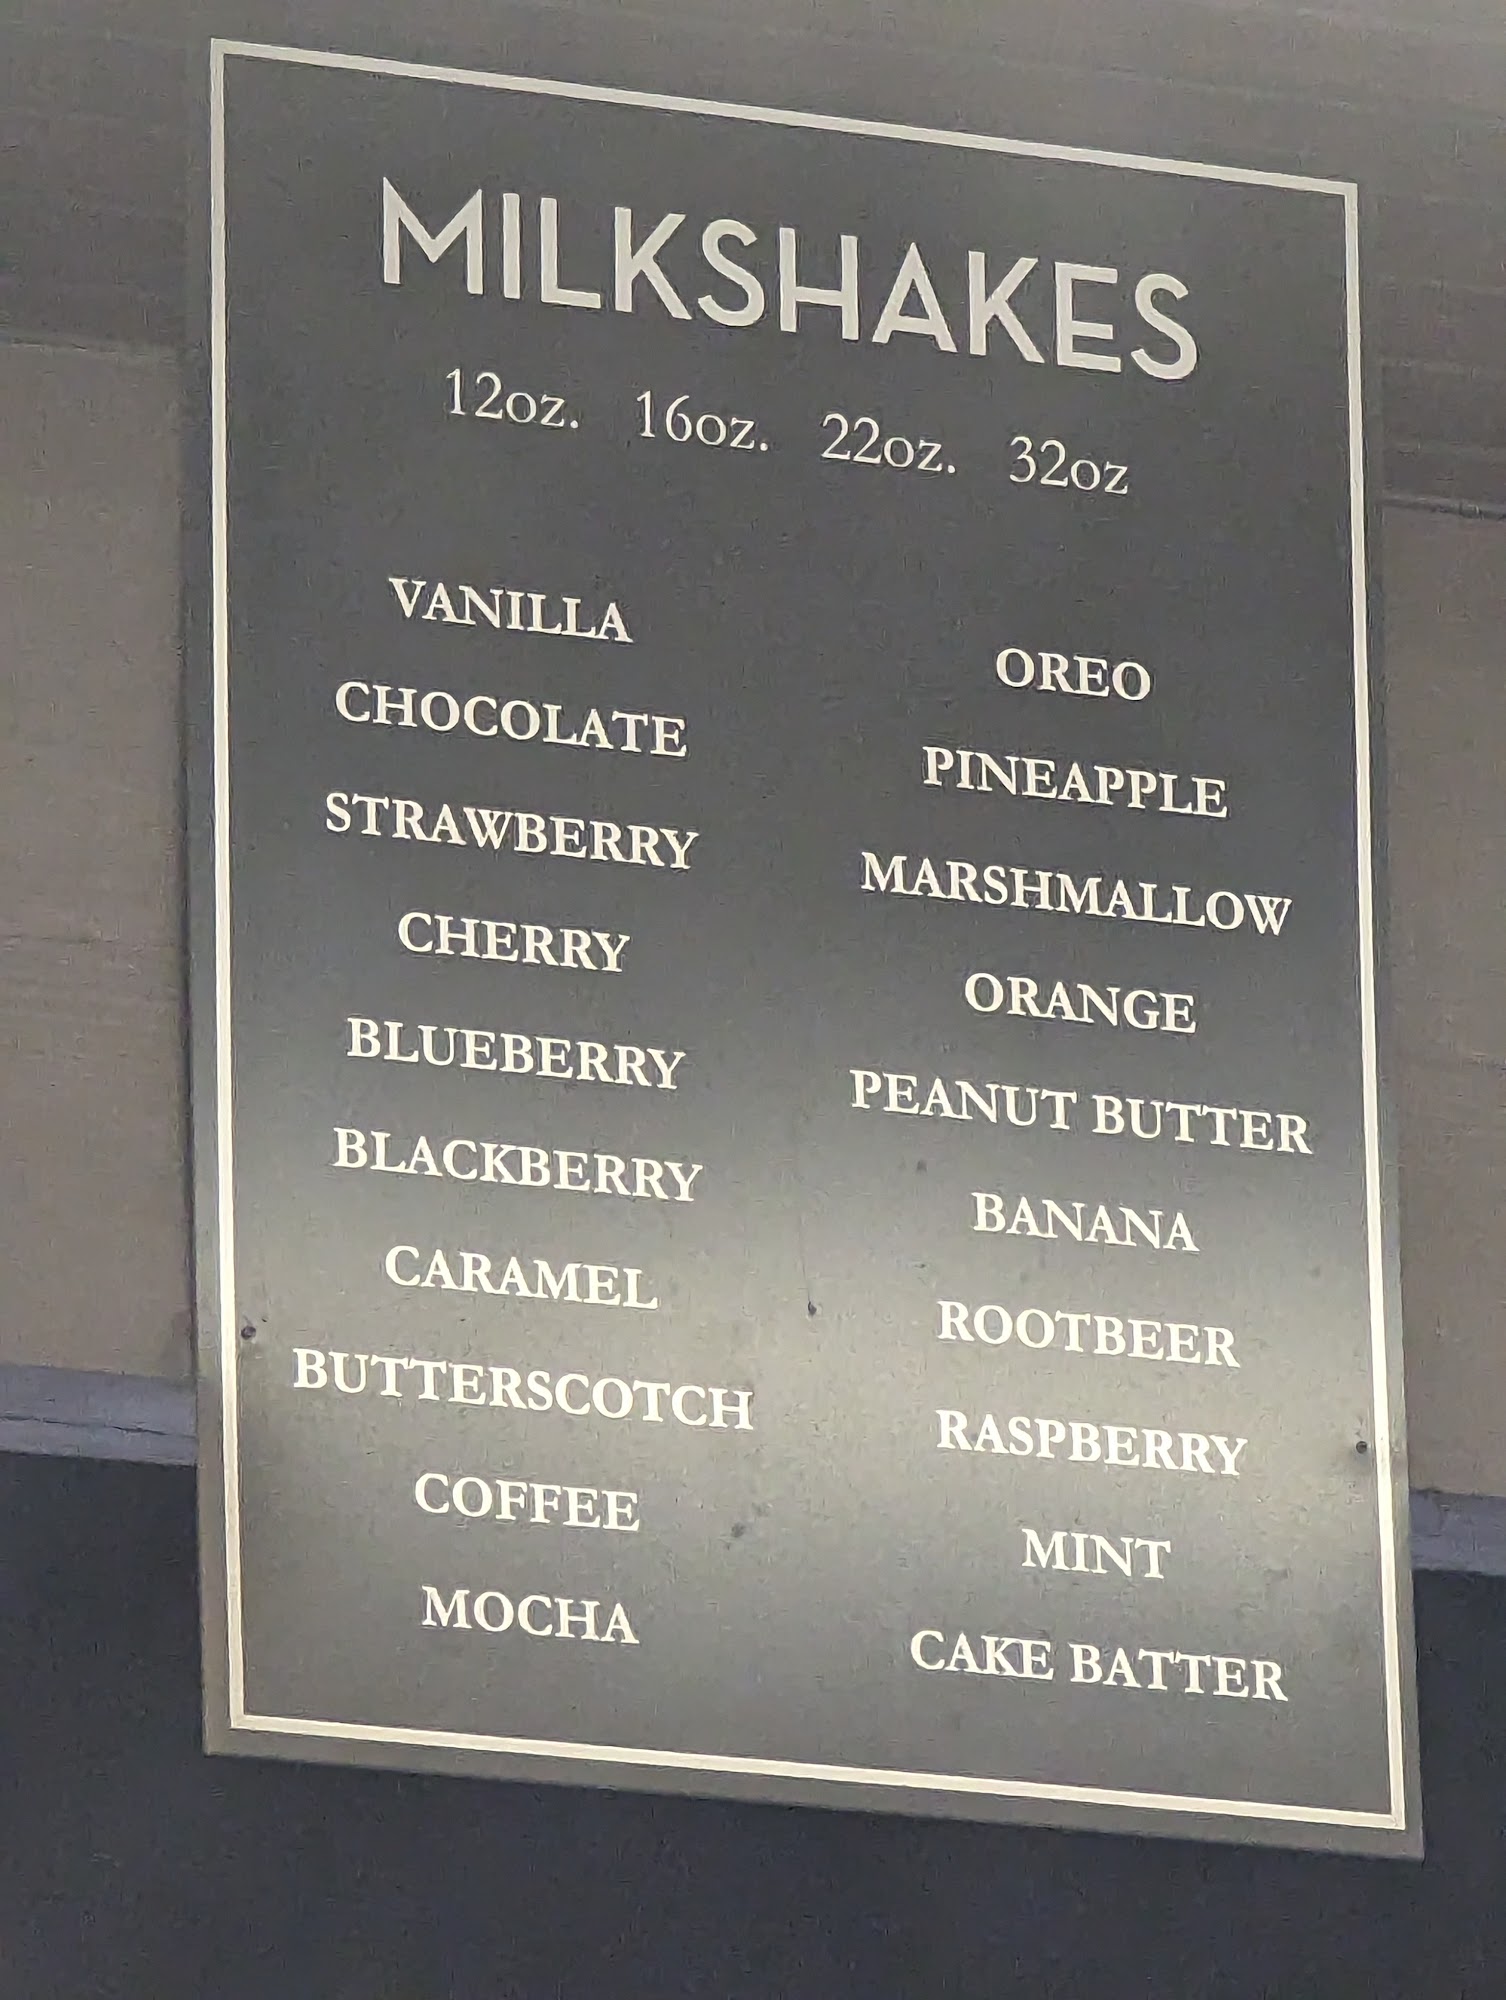 MILKSHAKES
12oz. 16oz. 22oz. 32oz
VANILLA
CHOCOLATE
STRAWBERRY
CHERRY
BLUEBERRY
BLACKBERRY
CARAMEL
BUTTERSCOTCH
COFFEE
MOCHA
OREO
PINEAPPLE
MARSHMALLOW
ORANGE
PEANUT BUTTER
BANANA
ROOTBEER
RASPBERRY
MINT
CAKE BATTER